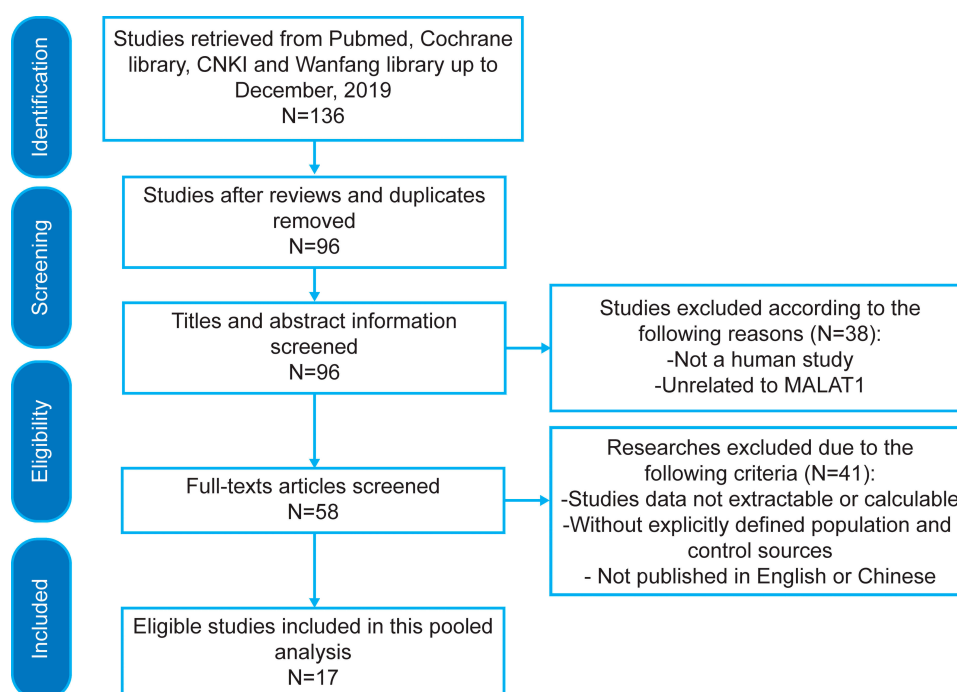 Identification
Studies retrieved from Pubmed, Cochrane
library, CNKI and Wanfang library up to
December, 2019
N=136
Screening
Studies after reviews and duplicates
removed
N=96
Titles and abstract information
screened
N=96
Studies excluded according to the
following reasons (N=38):
-Not a human study
-Unrelated to MALAT1
Eligibility
Full-texts articles screened
N=58
Researches excluded due to the
following criteria (N=41):
-Studies data not extractable or calculable
-Without explicitly defined population and
control sources
- Not published in English or Chinese
Included
Eligible studies included in this pooled
analysis
N=17